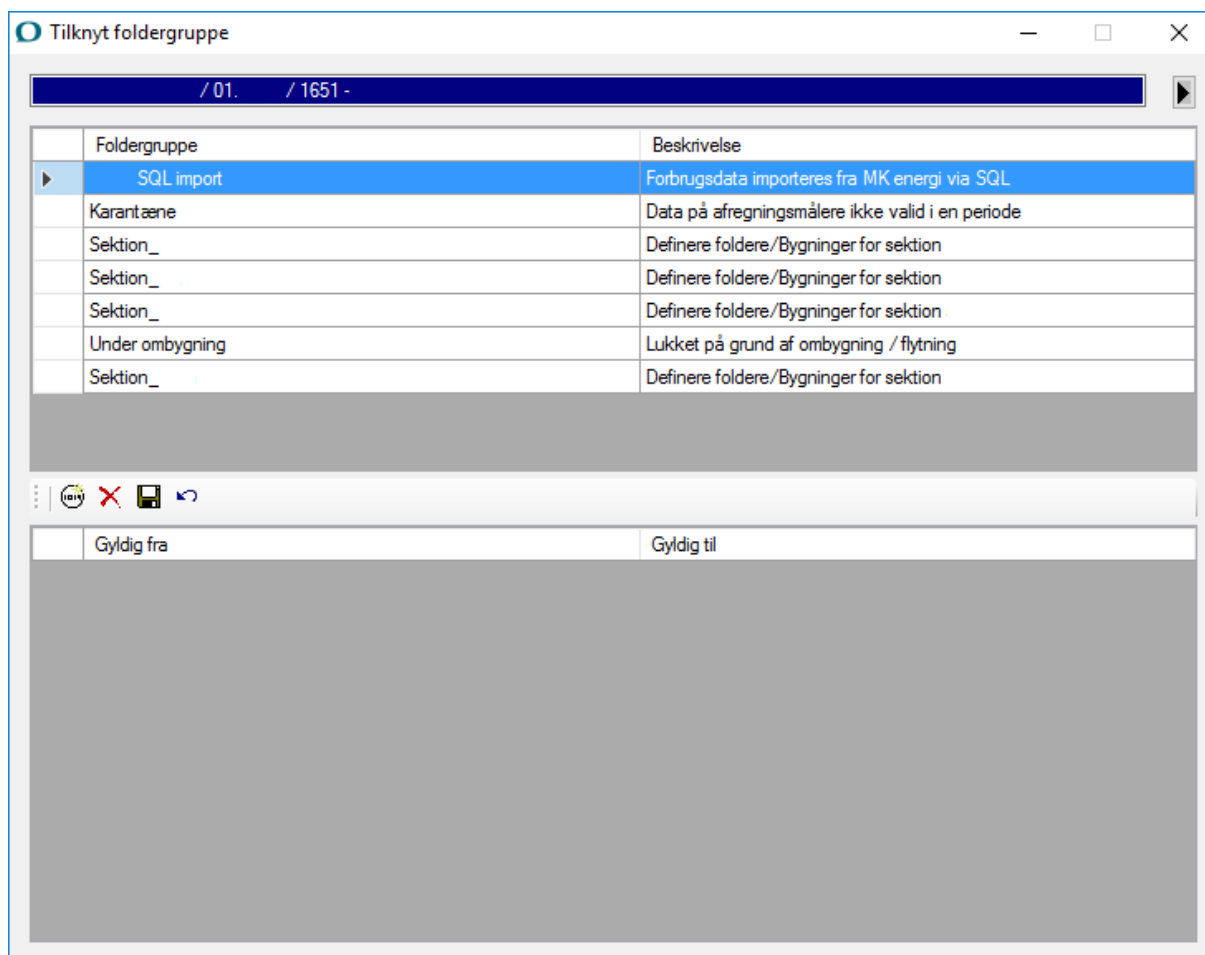 Tilknyt foldergruppe
/ 01. / 1651 -
Foldergruppe Beskrivelse
SQL import Forbrugsdata importeres fra MK energi via SQL
Karantæne Data på afregningsmålere ikke valid i en periode
Sektion_ Definere foldere/Bygninger for sektion
Sektion_ Definere foldere/Bygninger for sektion
Sektion_ Definere foldere/Bygninger for sektion
Under ombygning Lukket på grund af ombygning / flytning
Sektion_ Definere foldere/Bygninger for sektion
Gyldig fra Gyldig til